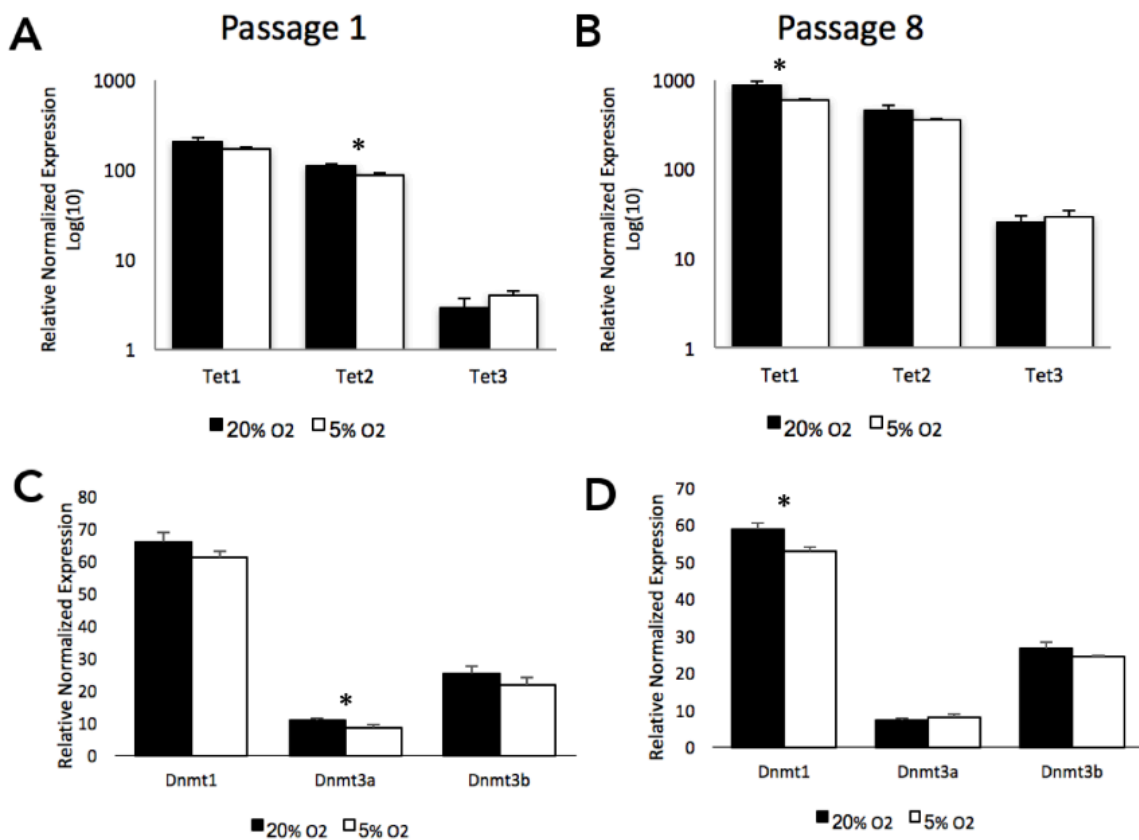 A
Passage 1
Relative Normalized Expression
Log(10)
1000
100
10
1
*
Tet1 Tet2 Tet3
20% O2 5% O2
B
Passage 8
Relative Normalized Expression
Log(10)
1000
100
10
1
*
Tet1 Tet2 Tet3
20% O2 5% O2
C
Relative Normalized Expression
80
70
60
50
40
30
20
10
0
*
Dnmt1 Dnmt3a Dnmt3b
20% O2 5% O2
D
Relative Normalized Expression
70
60
50
40
30
20
10
0
*
Dnmt1 Dnmt3a Dnmt3b
20% O2 5% O2